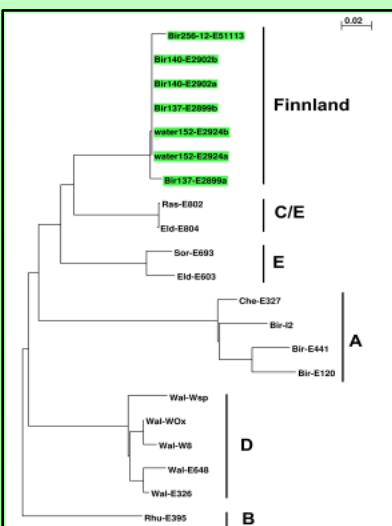 0.02
Bir256-12-E51113
Bir140-E2902b
Bir140-E2902a
Bir137-E2899b
water152-E2924b
water152-E2924a
Bir137-E2899a
Finnland
Ras-E802
Eld-E804
C/E
Sor-E693
Eld-E603
E
Che-E327
Bir-I2
Bir-E441
Bir-E120
A
Wal-Wsp
Wal-WOx
Wal-W8
Wal-E648
Wal-E326
D
Rhu-E395
B